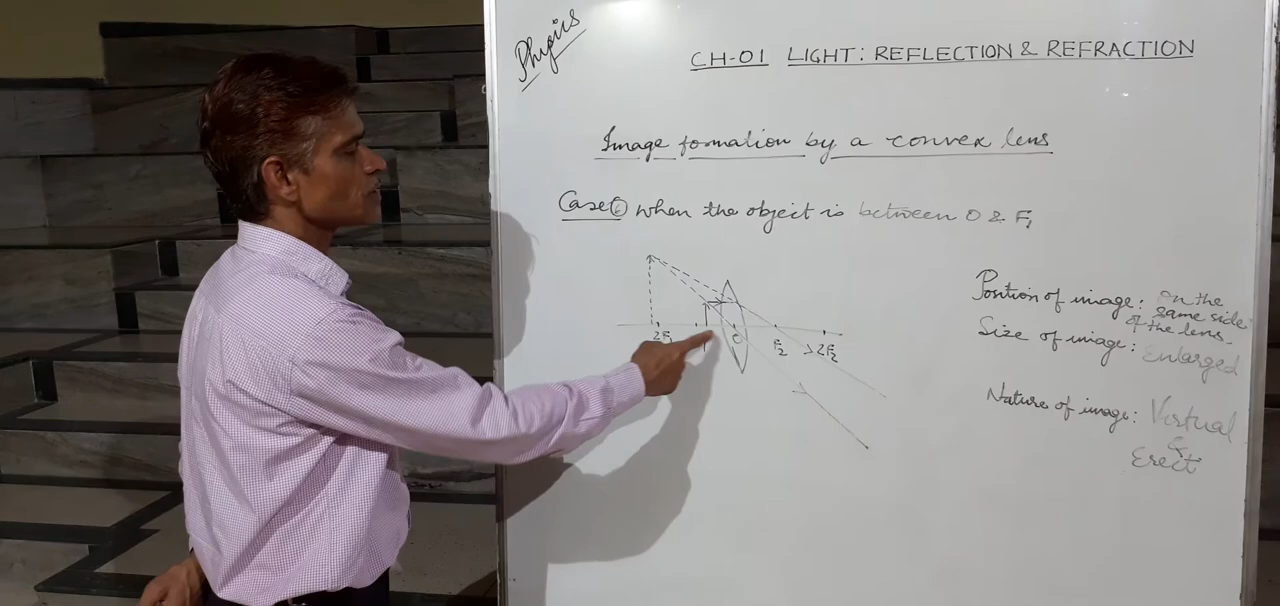 Physics
CH-01 LIGHT: REFLECTION & REFRACTION
Image formation by a convex lens
Case⑥ when the object is between O & F₁
2F₁
O
F₂
2F₂
Position of image: on the
same side
of the lens.
Size of image: Enlarged
Nature of image: Virtual
&
Erect